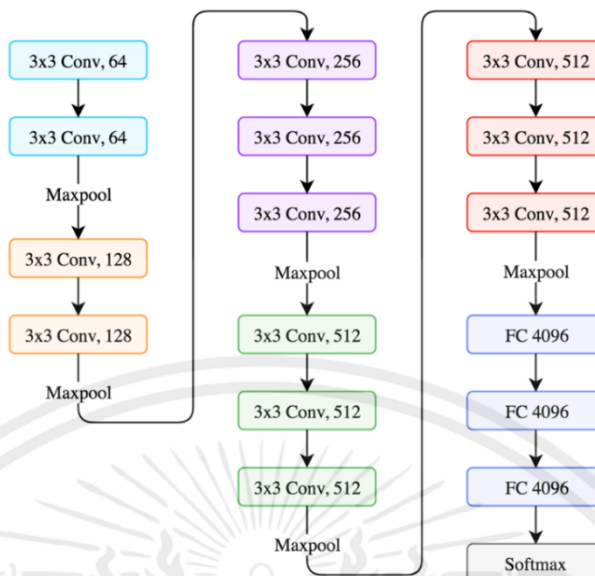 3x3 Conv, 64
3x3 Conv, 64
Maxpool
3x3 Conv, 128
3x3 Conv, 128
Maxpool
3x3 Conv, 256
3x3 Conv, 256
3x3 Conv, 256
Maxpool
3x3 Conv, 512
3x3 Conv, 512
3x3 Conv, 512
Maxpool
3x3 Conv, 512
3x3 Conv, 512
3x3 Conv, 512
Maxpool
FC 4096
FC 4096
FC 4096
Softmax